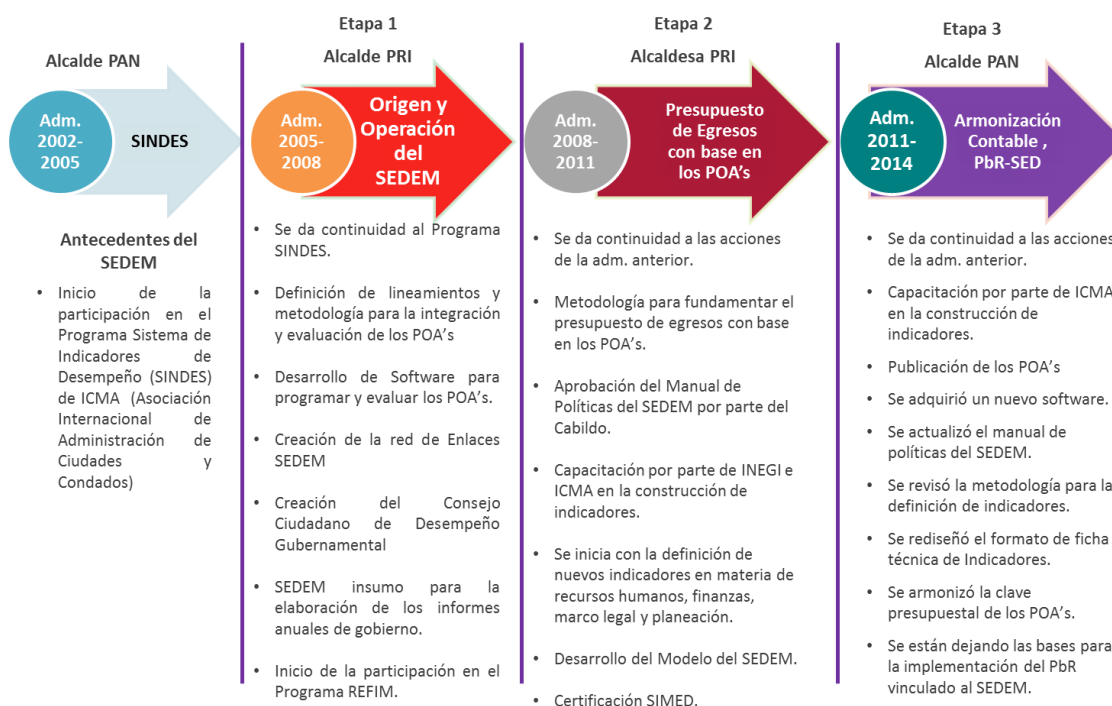 Alcalde PAN
Adm.
2002-
2005
SINDES
Antecedentes del
SEDEM
• Inicio de la
participación en el
Programa Sistema de
Indicadores de
Desempeño (SINDES)
de ICMA (Asociación
Internacional de
Administración de
Ciudades y
Condados)
Etapa 1
Alcalde PRI
Adm.
2005-
2008
Origen y
Operación
del
SEDEM
• Se da continuidad al Programa
SINDES.
• Definición de lineamientos y
metodología para la integración
y evaluación de los POA’s
• Desarrollo de Software para
programar y evaluar los POA’s.
• Creación de la red de Enlaces
SEDEM
• Creación del Consejo
Ciudadano de Desempeño
Gubernamental
• SEDEM insumo para la
elaboración de los informes
anuales de gobierno.
• Inicio de la participación en el
Programa REFIM.
Etapa 2
Alcaldesa PRI
Adm.
2008-
2011
Presupuesto
de Egresos
con base en
los POA’s
• Se da continuidad a las acciones
de la adm. anterior.
• Metodología para fundamentar el
presupuesto de egresos con base
en los POA’s.
• Aprobación del Manual de
Políticas del SEDEM por parte del
Cabildo.
• Capacitación por parte de INEGI e
ICMA en la construcción de
indicadores.
• Se inicia con la definición de
nuevos indicadores en materia de
recursos humanos, finanzas,
marco legal y planeación.
• Desarrollo del Modelo del SEDEM.
• Certificación SIMED.
Etapa 3
Alcalde PAN
Adm.
2011-
2014
Armonización
Contable ,
PbR-SED
• Se da continuidad a las acciones
de la adm. anterior.
• Capacitación por parte de ICMA
en la construcción de
indicadores.
• Publicación de los POA’s
• Se adquirió un nuevo software.
• Se actualizó el manual de
políticas del SEDEM.
• Se revisó la metodología para la
definición de indicadores.
• Se rediseñó el formato de ficha
técnica de Indicadores.
• Se armonizó la clave
presupuestal de los POA’s.
• Se están dejando las bases para
la implementación del PbR
vinculado al SEDEM.